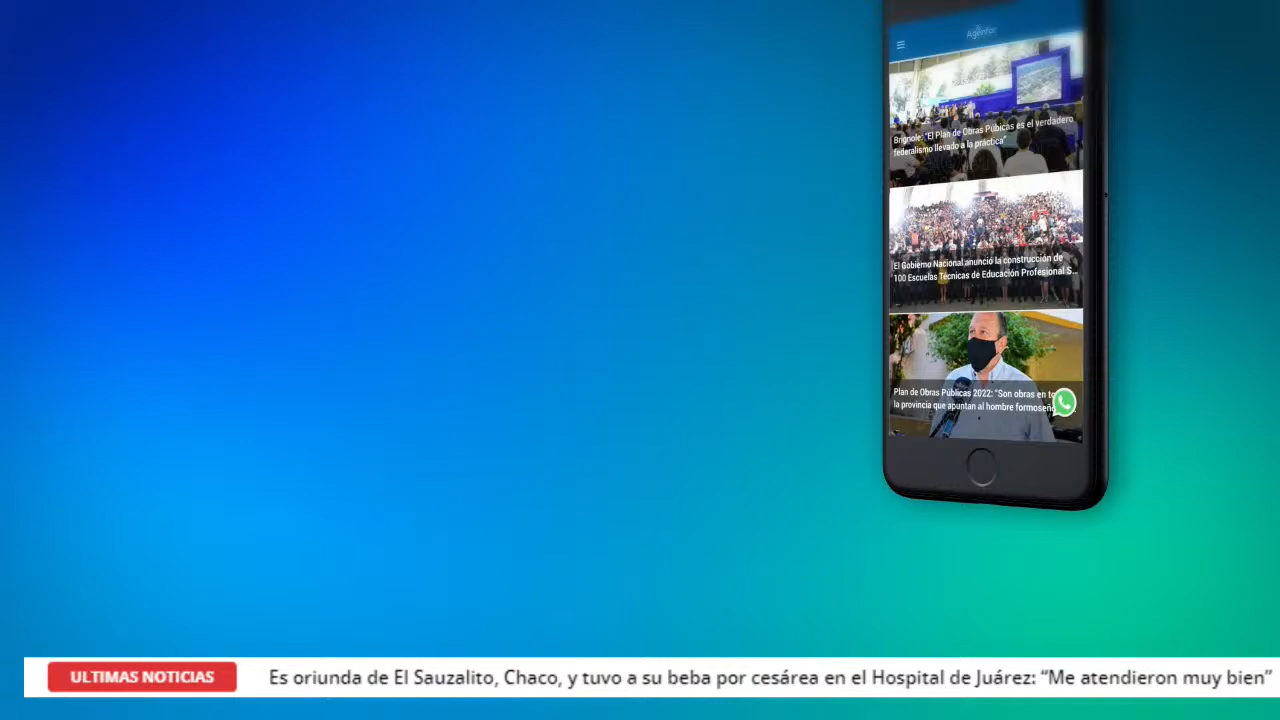 Agenfor
Brignole: “El Plan de Obras Púbicas es el verdadero
federalismo llevado a la práctica”
El Gobierno Nacional anunció la construcción de
100 Escuelas Técnicas de Educación Profesional S...
Plan de Obras Públicas 2022: “Son obras en to
la provincia que apuntan al hombre formoseño
ULTIMAS NOTICIAS
Es oriunda de El Sauzalito, Chaco, y tuvo a su beba por cesárea en el Hospital de Juárez: “Me atendieron muy bien”